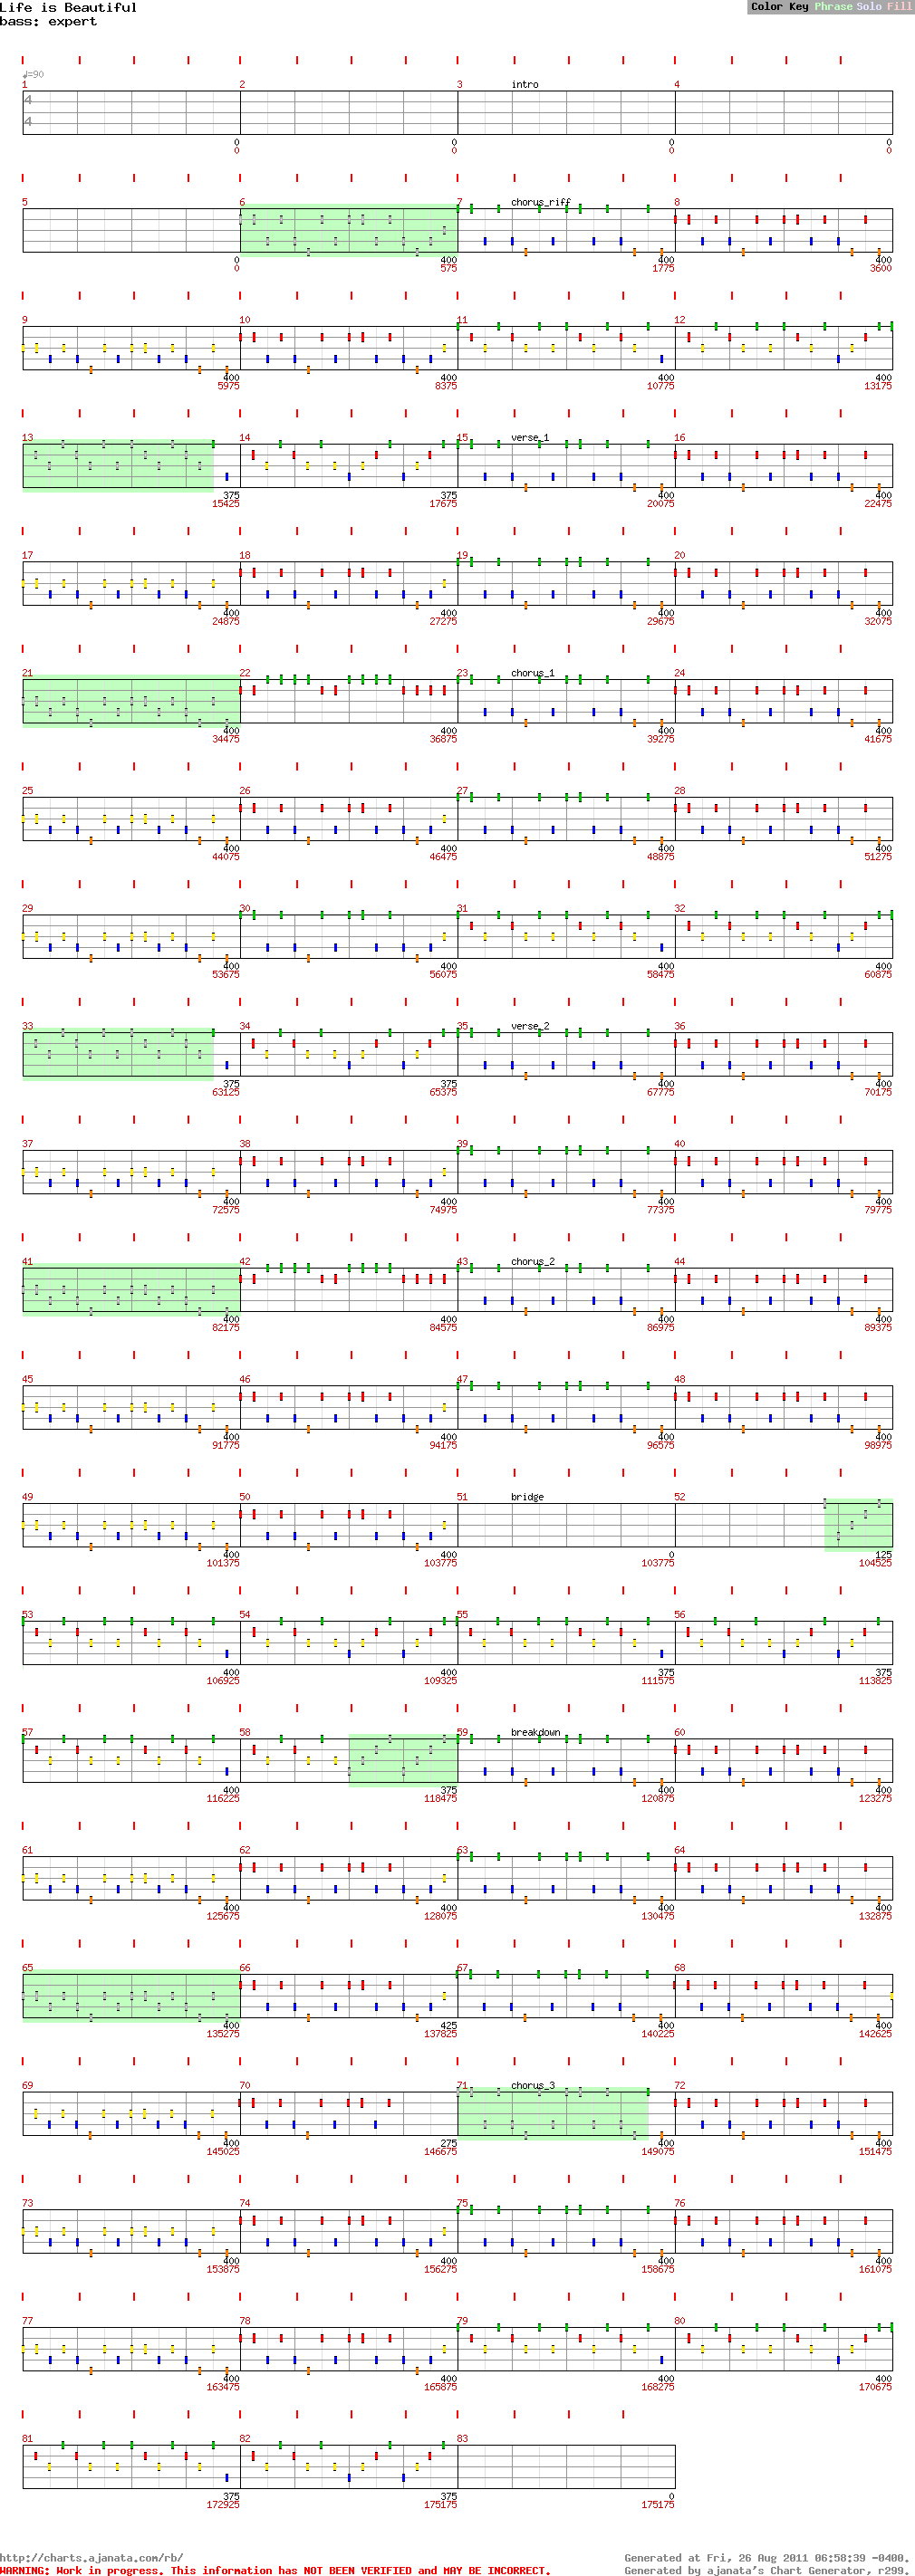 Life is Beautiful
bass: expert
Color Key Phrase Solo Fill
♩=90
1 2 3 intro 4
4
4
0 0 0 0
0 0 0 0
5 6 7 chorus_riff 8
0 400 400 400
0 575 1775 3600
9 10 11 12
400 400 400 400
5975 8375 10775 13175
13 14 15 verse_1 16
375 375 400 400
15425 17675 20075 22475
17 18 19 20
400 400 400 400
24875 27275 29675 32075
21 22 23 chorus_1 24
400 400 400 400
34475 36875 39275 41675
25 26 27 28
400 400 400 400
44075 46475 48875 51275
29 30 31 32
400 400 400 400
53675 56075 58475 60875
33 34 35 verse_2 36
375 375 400 400
63125 65375 67775 70175
37 38 39 40
400 400 400 400
72575 74975 77375 79775
41 42 43 chorus_2 44
400 400 400 400
82175 84575 86975 89375
45 46 47 48
400 400 400 400
91775 94175 96575 98975
49 50 51 bridge 52
400 400 0 125
101375 103775 103775 104525
53 54 55 56
400 400 375 375
106925 109325 111575 113825
57 58 59 breakdown 60
400 375 400 400
116225 118475 120875 123275
61 62 63 64
400 400 400 400
125675 128075 130475 132875
65 66 67 68
400 425 400 400
135275 137825 140225 142625
69 70 71 chorus_3 72
400 275 400 400
145025 146675 149075 151475
73 74 75 76
400 400 400 400
153875 156275 158675 161075
77 78 79 80
400 400 400 400
163475 165875 168275 170675
81 82 83
375 375 0
172925 175175 175175
http://charts.ajanata.com/rb/ Generated at Fri, 26 Aug 2011 06:58:39 -0400.
WARNING: Work in progress. This information has NOT BEEN VERIFIED and MAY BE INCORRECT. Generated by ajanata's Chart Generator, r299.